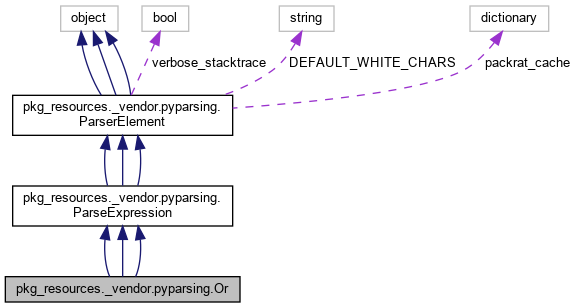 object
bool
string
dictionary
verbose_stacktrace
DEFAULT_WHITE_CHARS
packrat_cache
pkg_resources._vendor.pyparsing.
ParserElement
pkg_resources._vendor.pyparsing.
ParseExpression
pkg_resources._vendor.pyparsing.Or